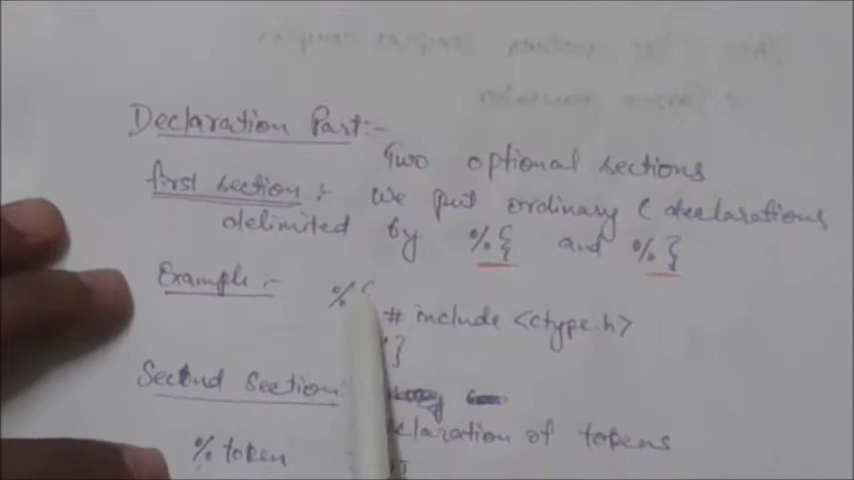 Declaration Part:-
Two optional sections
first section :- we put ordinary C declarations
delimited by %{ and %}
Example :- %{
# include <ctype.h>
%}
Second Section:
declaration of tokens
% token